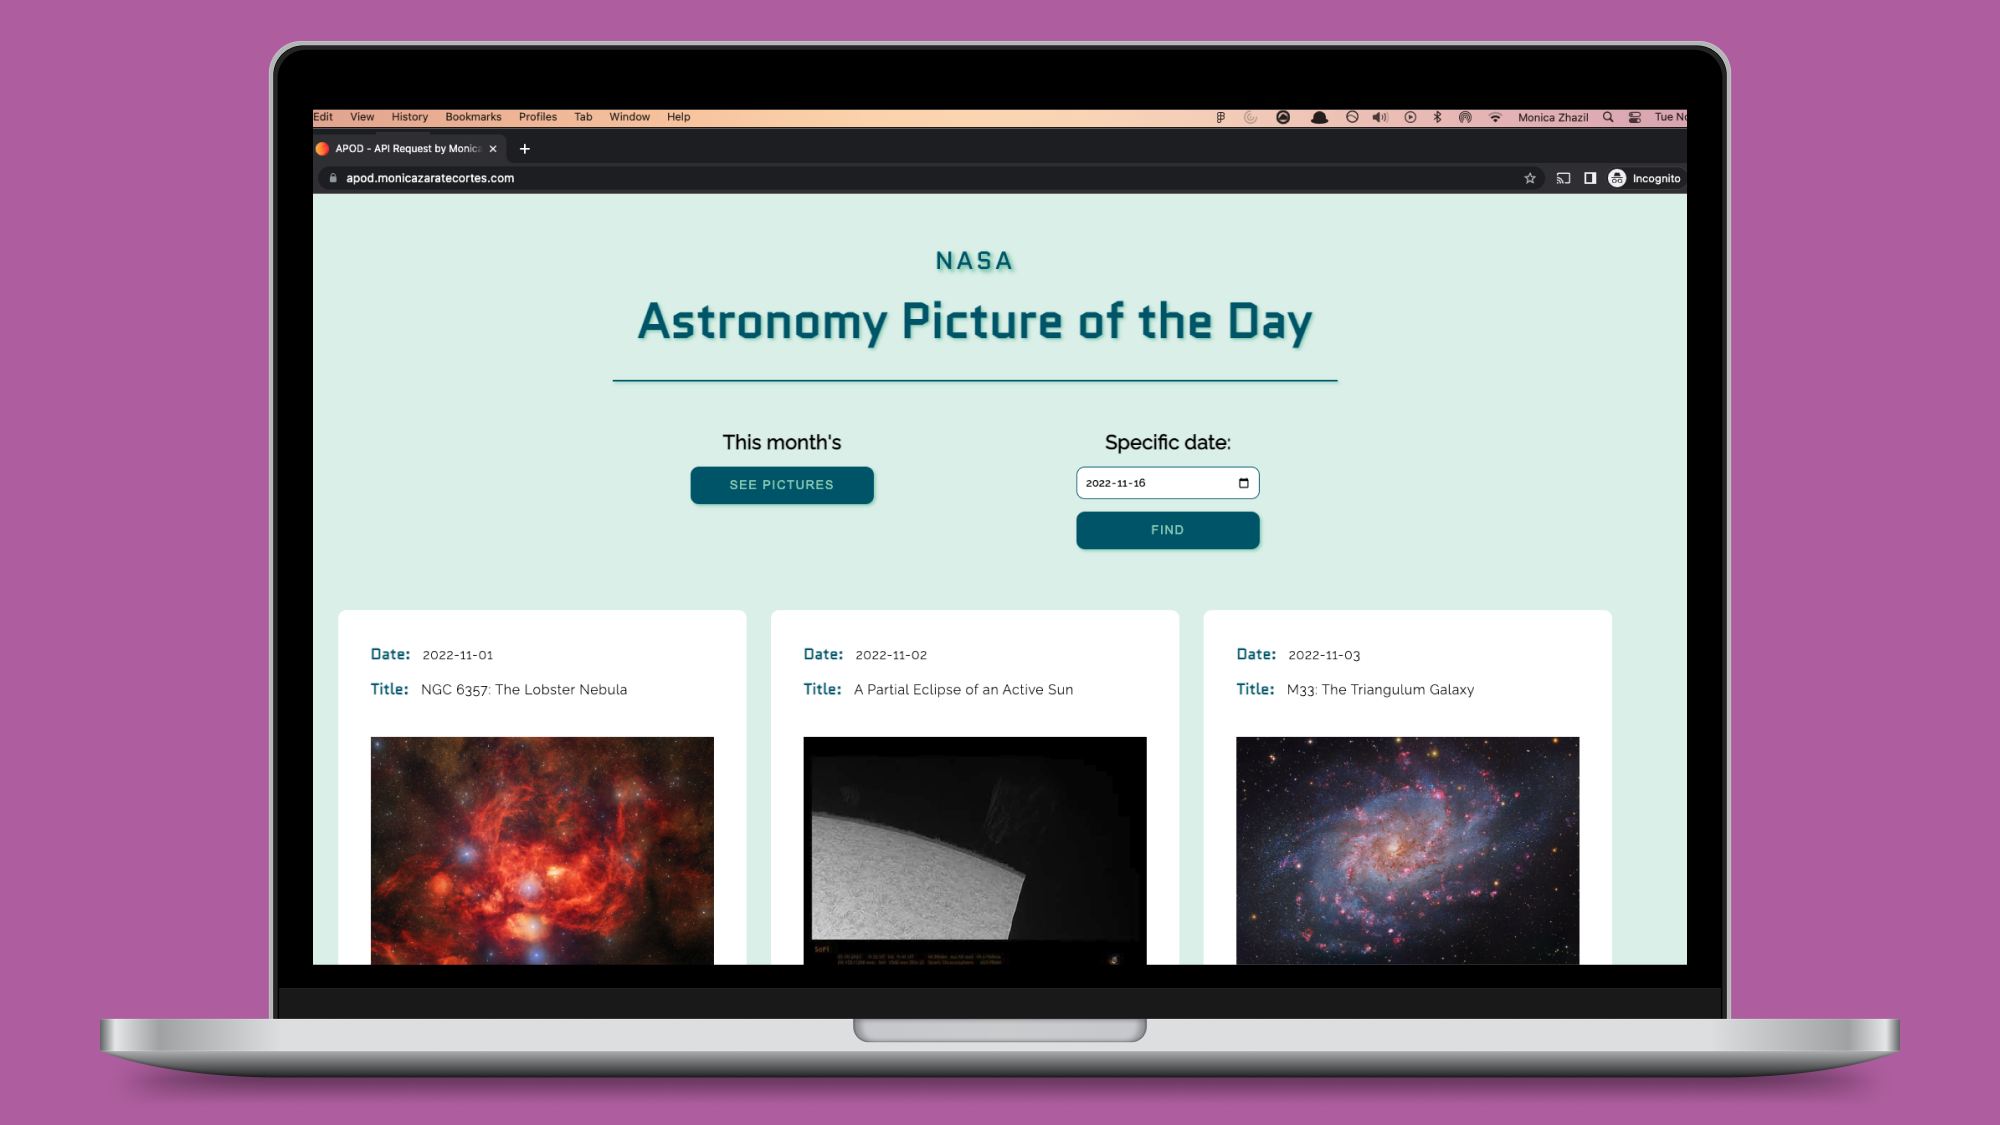 Edit View History Bookmarks Profiles Tab Window Help Monica Zhazil Tue
APOD - API Request by Monica
apod.monicazaratecortes.com Incognito
NASA
Astronomy Picture of the Day
This month's
SEE PICTURES
Specific date:
2022-11-16
FIND
Date: 2022-11-01
Title: NGC 6357: The Lobster Nebula
Date: 2022-11-02
Title: A Partial Eclipse of an Active Sun
Date: 2022-11-03
Title: M33: The Triangulum Galaxy